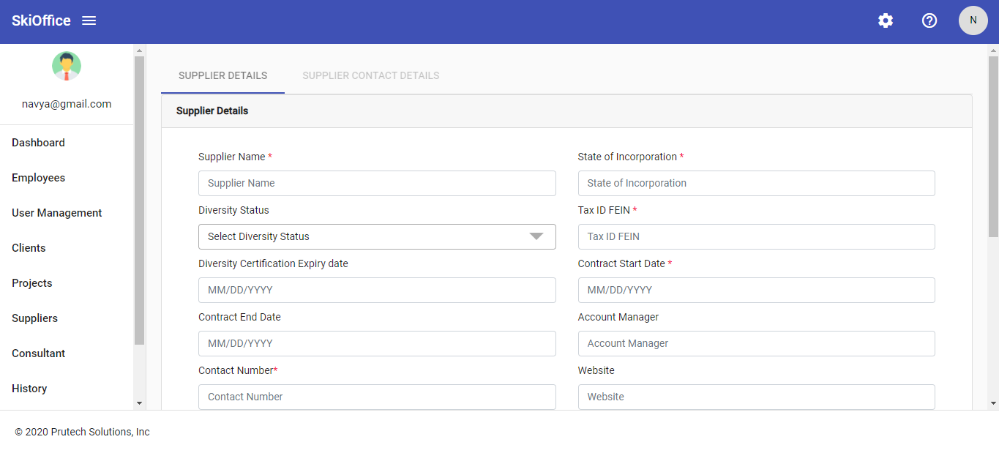 SkiOffice
N
navya@gmail.com
Dashboard
Employees
User Management
Clients
Projects
Suppliers
Consultant
History
SUPPLIER DETAILS SUPPLIER CONTACT DETAILS
Supplier Details
Supplier Name * State of Incorporation *
Supplier Name State of Incorporation
Diversity Status Tax ID FEIN *
Select Diversity Status Tax ID FEIN
Diversity Certification Expiry date Contract Start Date *
MM/DD/YYYY MM/DD/YYYY
Contract End Date Account Manager
MM/DD/YYYY Account Manager
Contact Number* Website
Contact Number Website
© 2020 Prutech Solutions, Inc